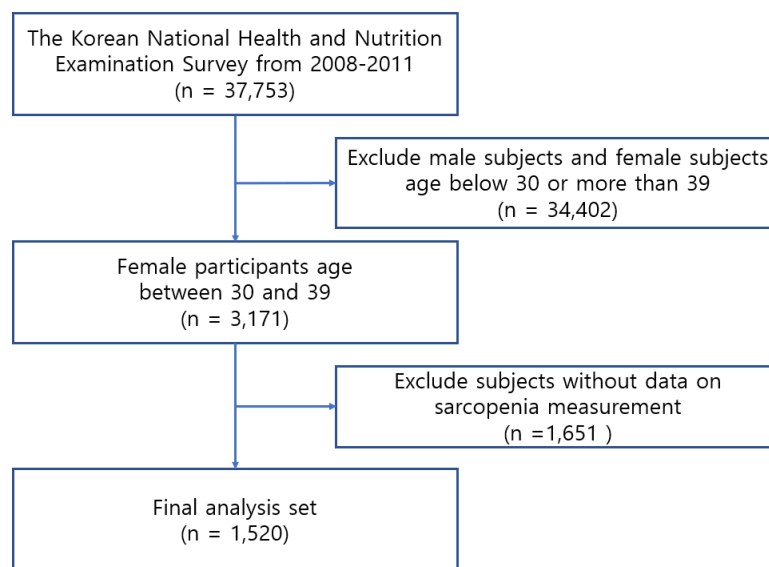 The Korean National Health and Nutrition
Examination Survey from 2008-2011
(n = 37,753)
Exclude male subjects and female subjects
age below 30 or more than 39
(n = 34,402)
Female participants age
between 30 and 39
(n = 3,171)
Exclude subjects without data on
sarcopenia measurement
(n =1,651 )
Final analysis set
(n = 1,520)